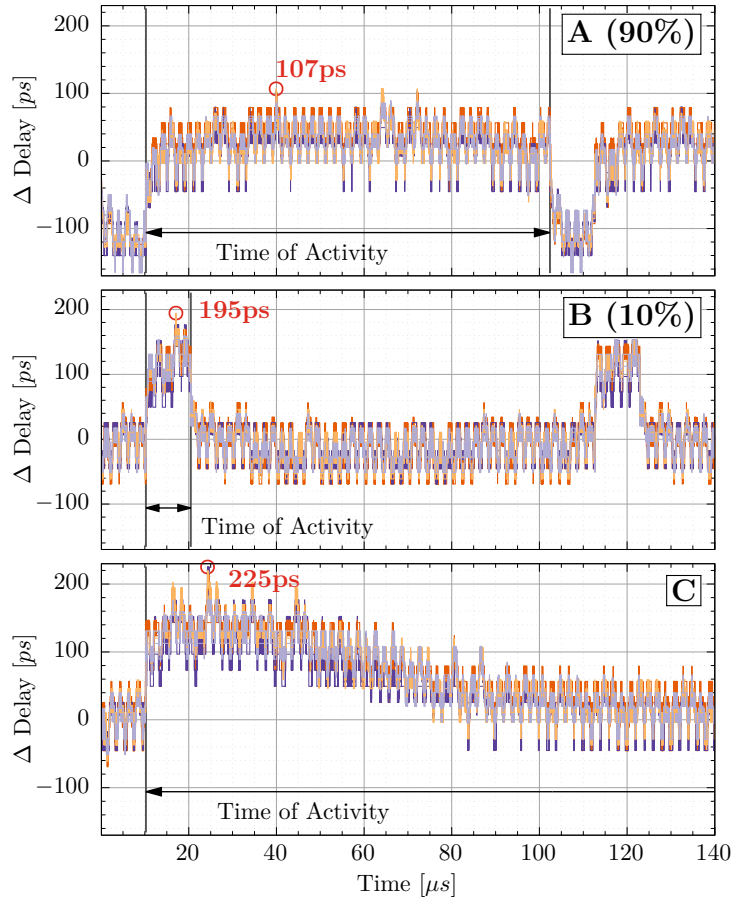 200
100
0
−100
Δ Delay [ps]
A (90%)
107ps
Time of Activity
200
100
0
−100
Δ Delay [ps]
B (10%)
195ps
Time of Activity
200
100
0
−100
Δ Delay [ps]
C
225ps
Time of Activity
20 40 60 80 100 120 140
Time [μs]